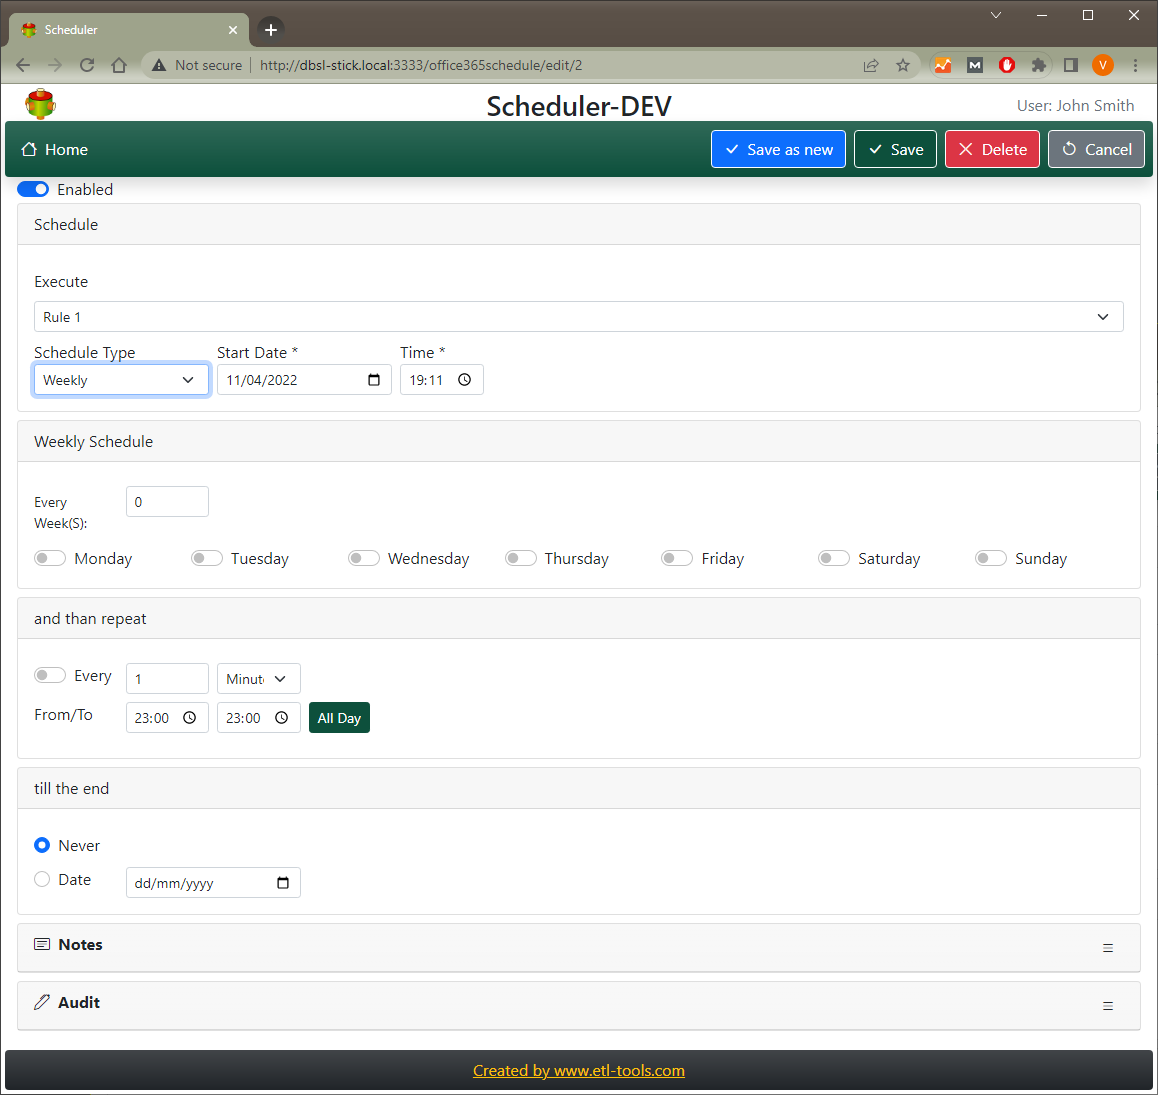 Scheduler
Not secure http://dbsl-stick.local:3333/office365schedule/edit/2
M
V
Scheduler-DEV
User: John Smith
Home
Save as new
Save
Delete
Cancel
Enabled
Schedule
Execute
Rule 1
Schedule Type Start Date * Time *
Weekly 11/04/2022 19:11
Weekly Schedule
Every
Week(S):
0
Monday Tuesday Wednesday Thursday Friday Saturday Sunday
and than repeat
Every 1 Minut
From/To 23:00 23:00 All Day
till the end
Never
Date dd/mm/yyyy
Notes
Audit
Created by www.etl-tools.com